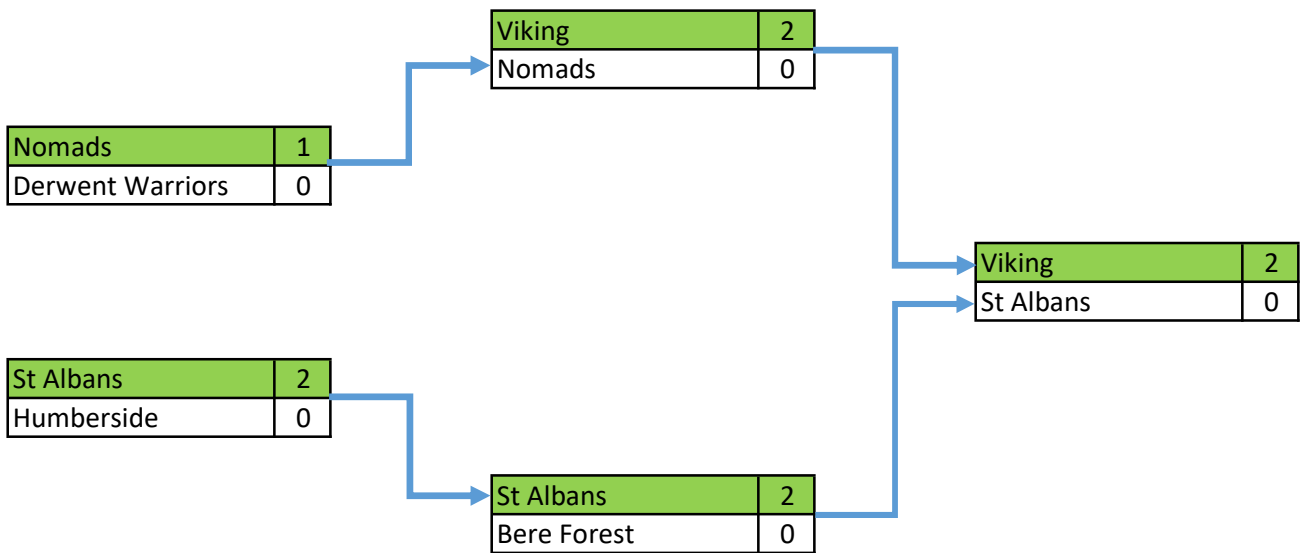 Viking 2
Nomads 0
Nomads 1
Derwent Warriors 0
Viking 2
St Albans 0
St Albans 2
Humberside 0
St Albans 2
Bere Forest 0